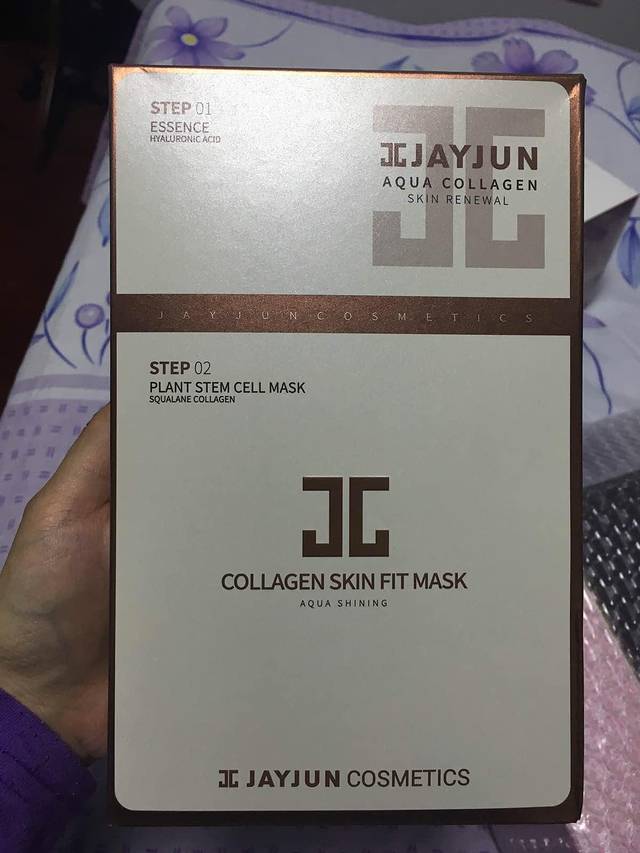 STEP 01
ESSENCE
HYALURONIC ACID
JAYJUN
AQUA COLLAGEN
SKIN RENEWAL
JAYJUNCOSMETICS
STEP 02
PLANT STEM CELL MASK
SQUALANE COLLAGEN
COLLAGEN SKIN FIT MASK
AQUA SHINING
JAYJUN COSMETICS